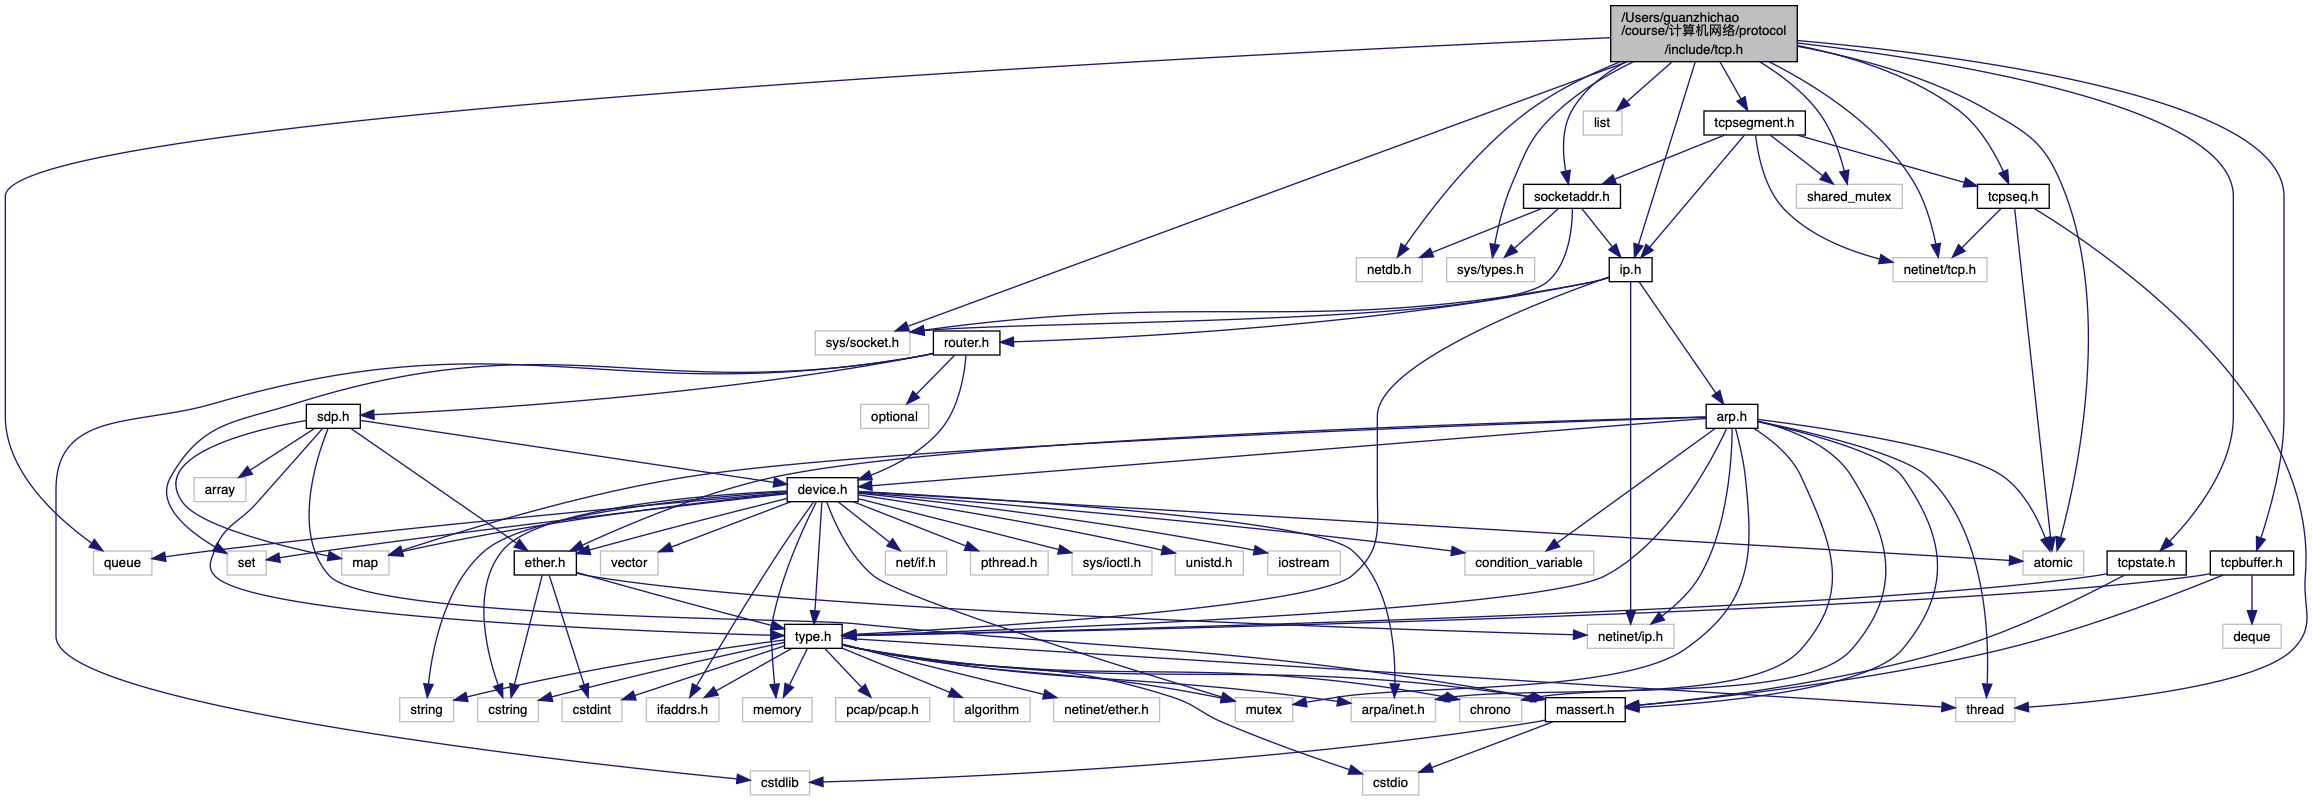 /Users/guanzhichao
/course/计算机网络/protocol
/include/tcp.h
list
tcpsegment.h
socketaddr.h
shared_mutex
tcpseq.h
netdb.h
sys/types.h
ip.h
netinet/tcp.h
sys/socket.h
router.h
sdp.h
optional
arp.h
array
device.h
queue
set
map
ether.h
vector
net/if.h
pthread.h
sys/ioctl.h
unistd.h
iostream
condition_variable
atomic
tcpstate.h
tcpbuffer.h
type.h
netinet/ip.h
deque
string
cstring
cstdint
ifaddrs.h
memory
pcap/pcap.h
algorithm
netinet/ether.h
mutex
arpa/inet.h
chrono
massert.h
thread
cstdlib
cstdio